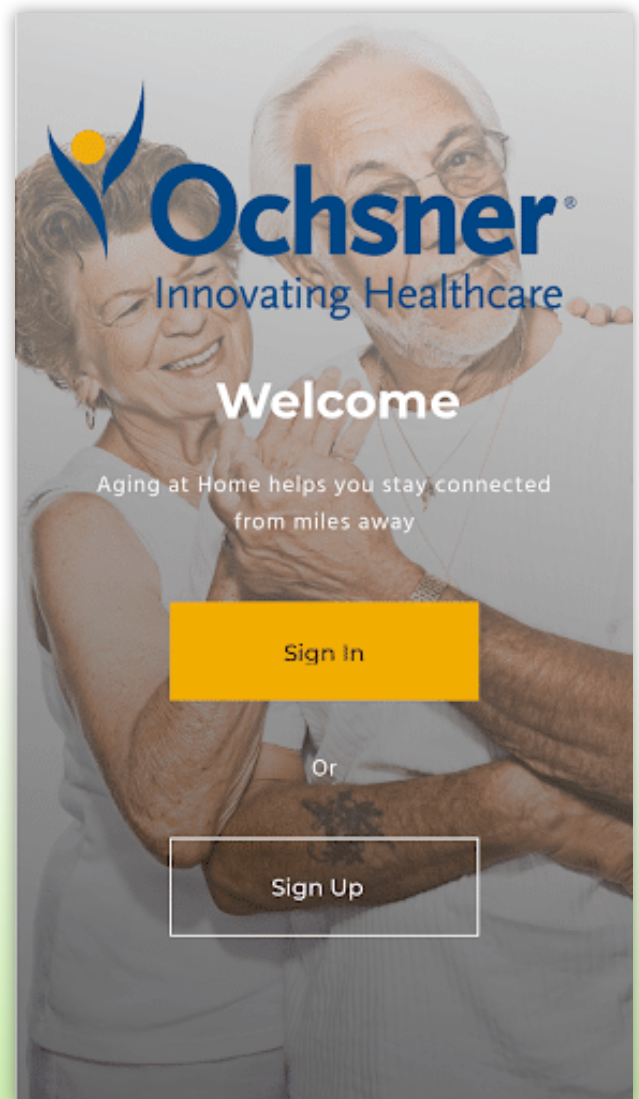 Ochsner®
Innovating Healthcare
Welcome
Aging at Home helps you stay connected
from miles away
Sign In
Or
Sign Up